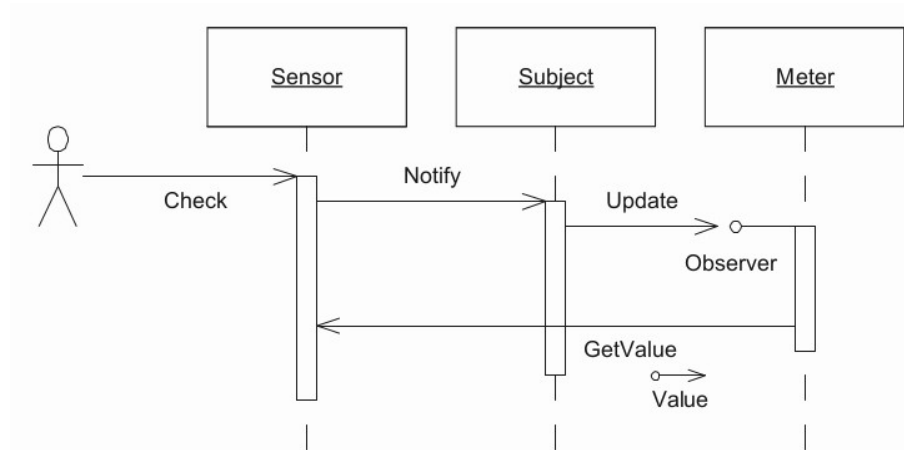 Sensor
Subject
Meter
Check
Notify
Update
Observer
GetValue
Value